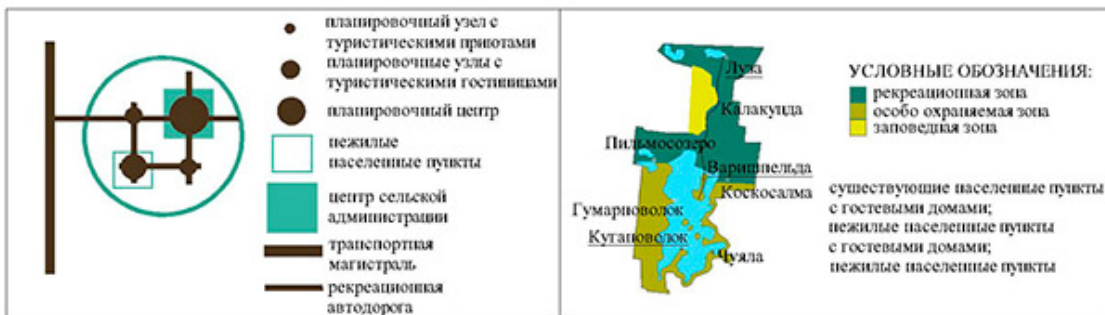 планировочный узел с
туристическими приютами
планировочные узлы с
туристическими гостиницами
планировочный центр
нежилые
населенные пункты
центр сельской
администрации
транспортная
магистраль
рекреационная
автодорога
Луза
Калакунда
Пильмосозеро
Варишпельда
Коскосалма
Гумарноволок
Кугановолок
Чуяла
УСЛОВНЫЕ ОБОЗНАЧЕНИЯ:
рекреационная зона
особо охраняемая зона
заповедная зона
существующие населенные пункты
с гостевыми домами;
нежилые населенные пункты
с гостевыми домами;
нежилые населенные пункты